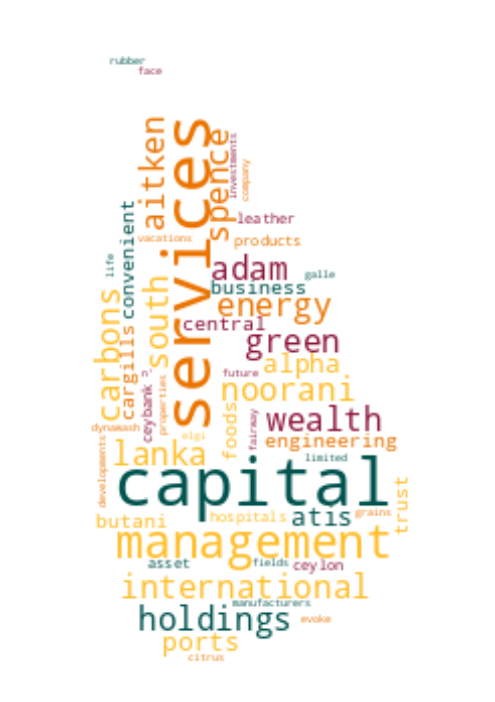 rubber
face
aitken
services
spence
investments
company
leather
convenient
vacations
products
life
adam
galle
business
south
carbons
energy
central
cargills
green
alpha
future
ceybank
properties
noorani
wealth
foods
fairway
dynawash
elgi
engineering
lanka
limited
developments
capital
trust
butani
hospitals
atis
grains
management
asset
fields
ceylon
international
manufacturers
holdings
evoke
ports
citrus